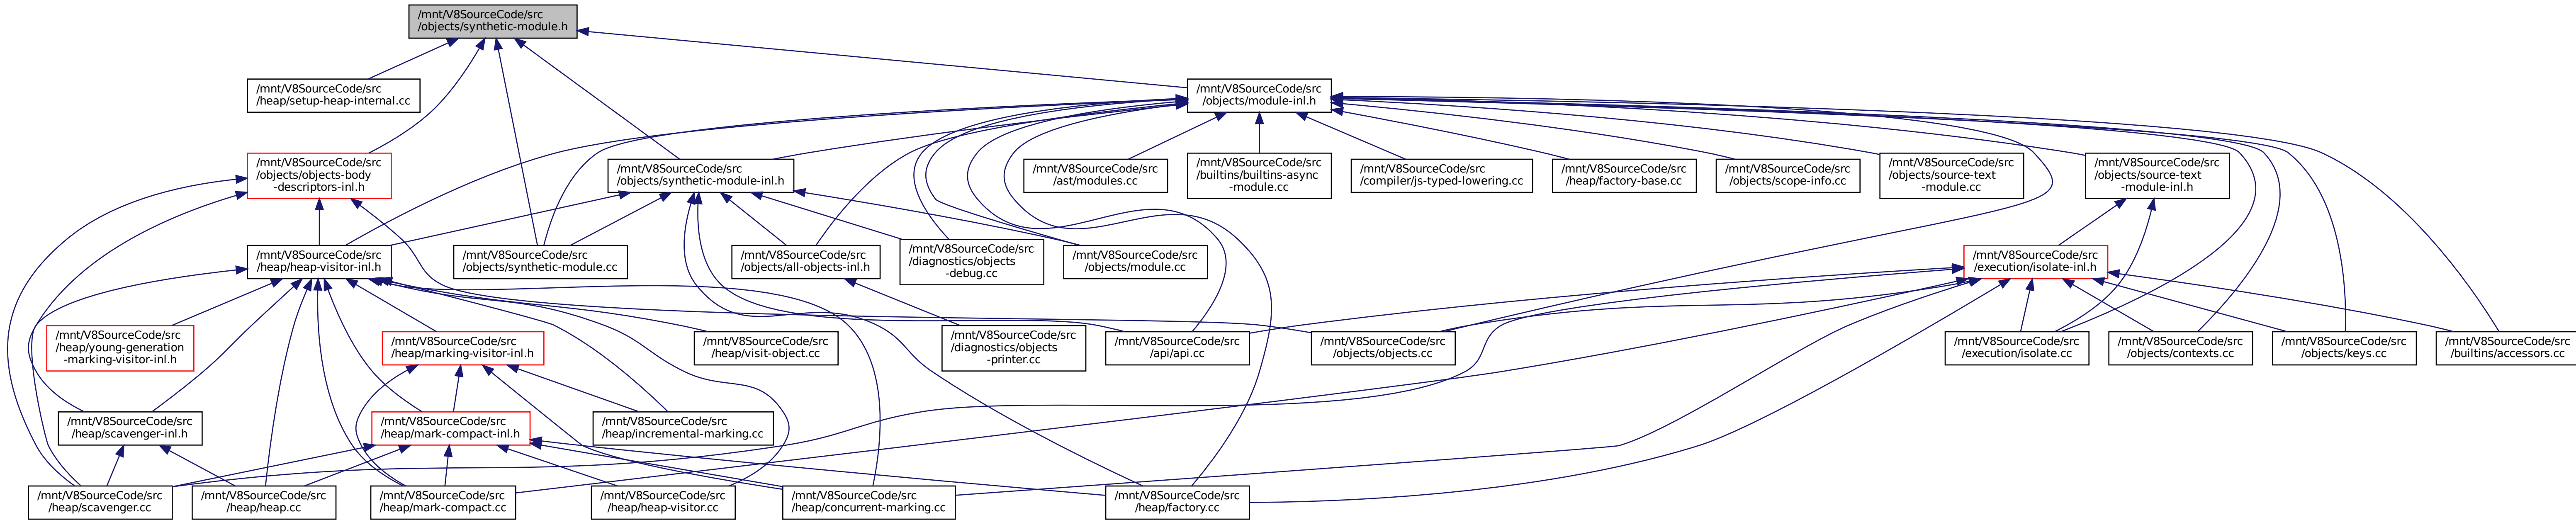 /mnt/V8SourceCode/src
/objects/synthetic-module.h
/mnt/V8SourceCode/src
/heap/setup-heap-internal.cc
/mnt/V8SourceCode/src
/objects/module-inl.h
/mnt/V8SourceCode/src
/objects/objects-body
-descriptors-inl.h
/mnt/V8SourceCode/src
/objects/synthetic-module-inl.h
/mnt/V8SourceCode/src
/ast/modules.cc
/mnt/V8SourceCode/src
/builtins/builtins-async
-module.cc
/mnt/V8SourceCode/src
/compiler/js-typed-lowering.cc
/mnt/V8SourceCode/src
/heap/factory-base.cc
/mnt/V8SourceCode/src
/objects/scope-info.cc
/mnt/V8SourceCode/src
/objects/source-text
-module.cc
/mnt/V8SourceCode/src
/objects/source-text
-module-inl.h
/mnt/V8SourceCode/src
/heap/heap-visitor-inl.h
/mnt/V8SourceCode/src
/objects/synthetic-module.cc
/mnt/V8SourceCode/src
/objects/all-objects-inl.h
/mnt/V8SourceCode/src
/diagnostics/objects
-debug.cc
/mnt/V8SourceCode/src
/objects/module.cc
/mnt/V8SourceCode/src
/execution/isolate-inl.h
/mnt/V8SourceCode/src
/heap/young-generation
-marking-visitor-inl.h
/mnt/V8SourceCode/src
/heap/marking-visitor-inl.h
/mnt/V8SourceCode/src
/heap/visit-object.cc
/mnt/V8SourceCode/src
/diagnostics/objects
-printer.cc
/mnt/V8SourceCode/src
/api/api.cc
/mnt/V8SourceCode/src
/objects/objects.cc
/mnt/V8SourceCode/src
/execution/isolate.cc
/mnt/V8SourceCode/src
/objects/contexts.cc
/mnt/V8SourceCode/src
/objects/keys.cc
/mnt/V8SourceCode/src
/builtins/accessors.cc
/mnt/V8SourceCode/src
/heap/scavenger-inl.h
/mnt/V8SourceCode/src
/heap/mark-compact-inl.h
/mnt/V8SourceCode/src
/heap/incremental-marking.cc
/mnt/V8SourceCode/src
/heap/scavenger.cc
/mnt/V8SourceCode/src
/heap/heap.cc
/mnt/V8SourceCode/src
/heap/mark-compact.cc
/mnt/V8SourceCode/src
/heap/heap-visitor.cc
/mnt/V8SourceCode/src
/heap/concurrent-marking.cc
/mnt/V8SourceCode/src
/heap/factory.cc